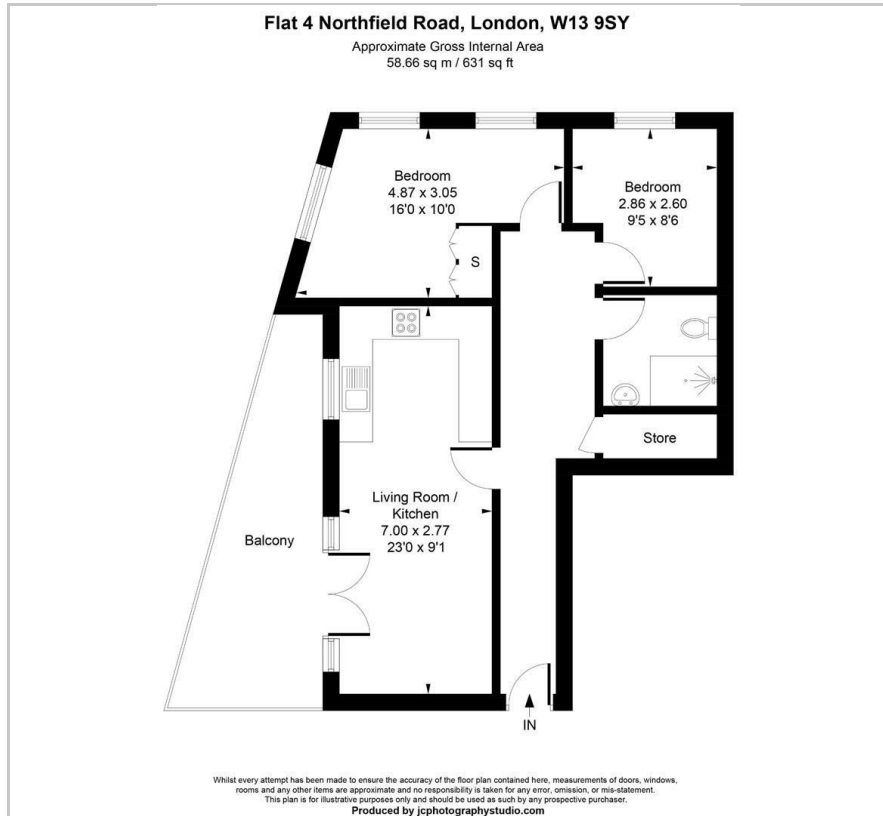 Flat 4 Northfield Road, London, W13 9SY
Approximate Gross Internal Area
58.66 sq m / 631 sq ft
Bedroom
4.87 x 3.05
16'0 x 10'0
Bedroom
2.86 x 2.60
9'5 x 8'6
S
Store
Living Room /
Kitchen
7.00 x 2.77
23'0 x 9'1
Balcony
IN
Whilst every attempt has been made to ensure the accuracy of the floor plan contained here, measurements of doors, windows,
rooms and any other items are approximate and no responsibility is taken for any error, omission, or mis-statement.
This plan is for illustrative purposes only and should be used as such by any prospective purchaser.
Produced by jcphotographystudio.com